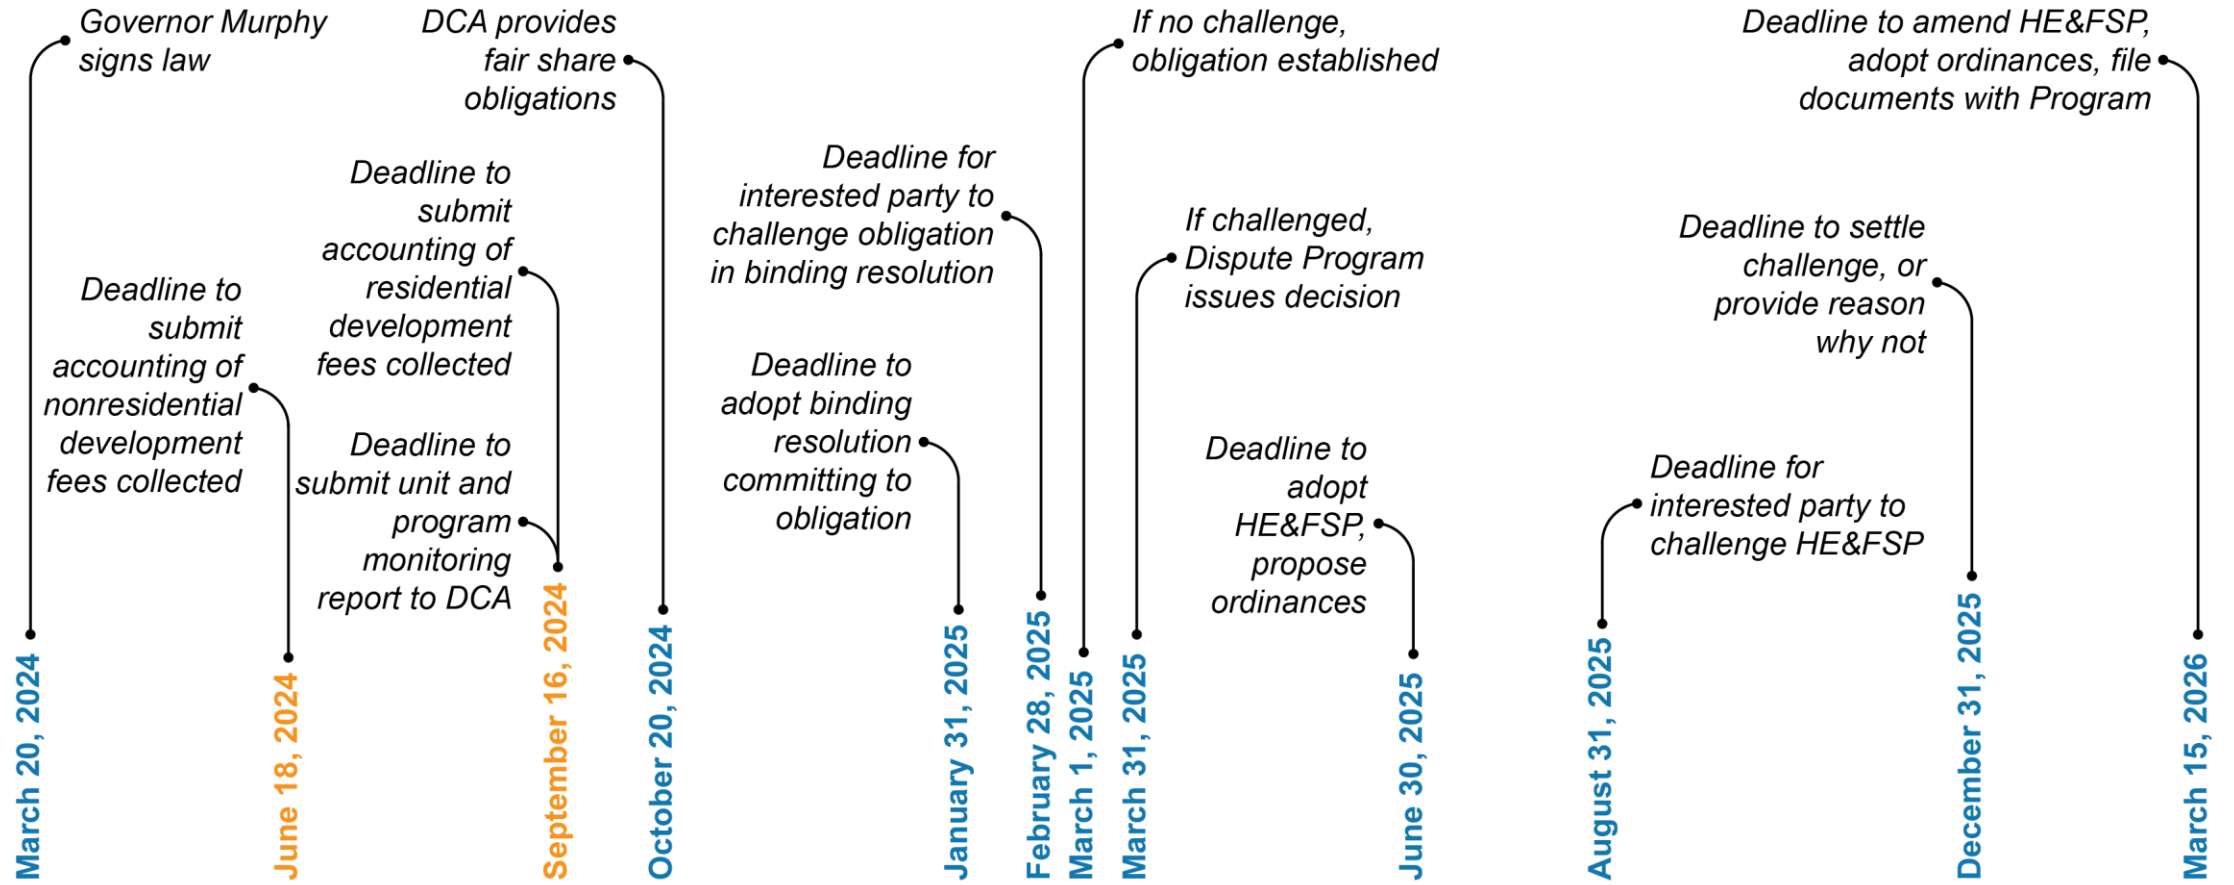 Governor Murphy
signs law
March 20, 2024
Deadline to
submit
accounting of
nonresidential
development
fees collected
June 18, 2024
Deadline to
submit
accounting of
residential
development
fees collected
Deadline to
submit unit and
program
monitoring
report to DCA
September 16, 2024
DCA provides
fair share
obligations
October 20, 2024
Deadline to
adopt binding
resolution
committing to
obligation
January 31, 2025
Deadline for
interested party to
challenge obligation
in binding resolution
February 28, 2025
If no challenge,
obligation established
March 1, 2025
If challenged,
Dispute Program
issues decision
March 31, 2025
Deadline to
adopt
HE&FSP,
propose
ordinances
June 30, 2025
Deadline for
interested party to
challenge HE&FSP
August 31, 2025
Deadline to settle
challenge, or
provide reason
why not
December 31, 2025
Deadline to amend HE&FSP,
adopt ordinances, file
documents with Program
March 15, 2026